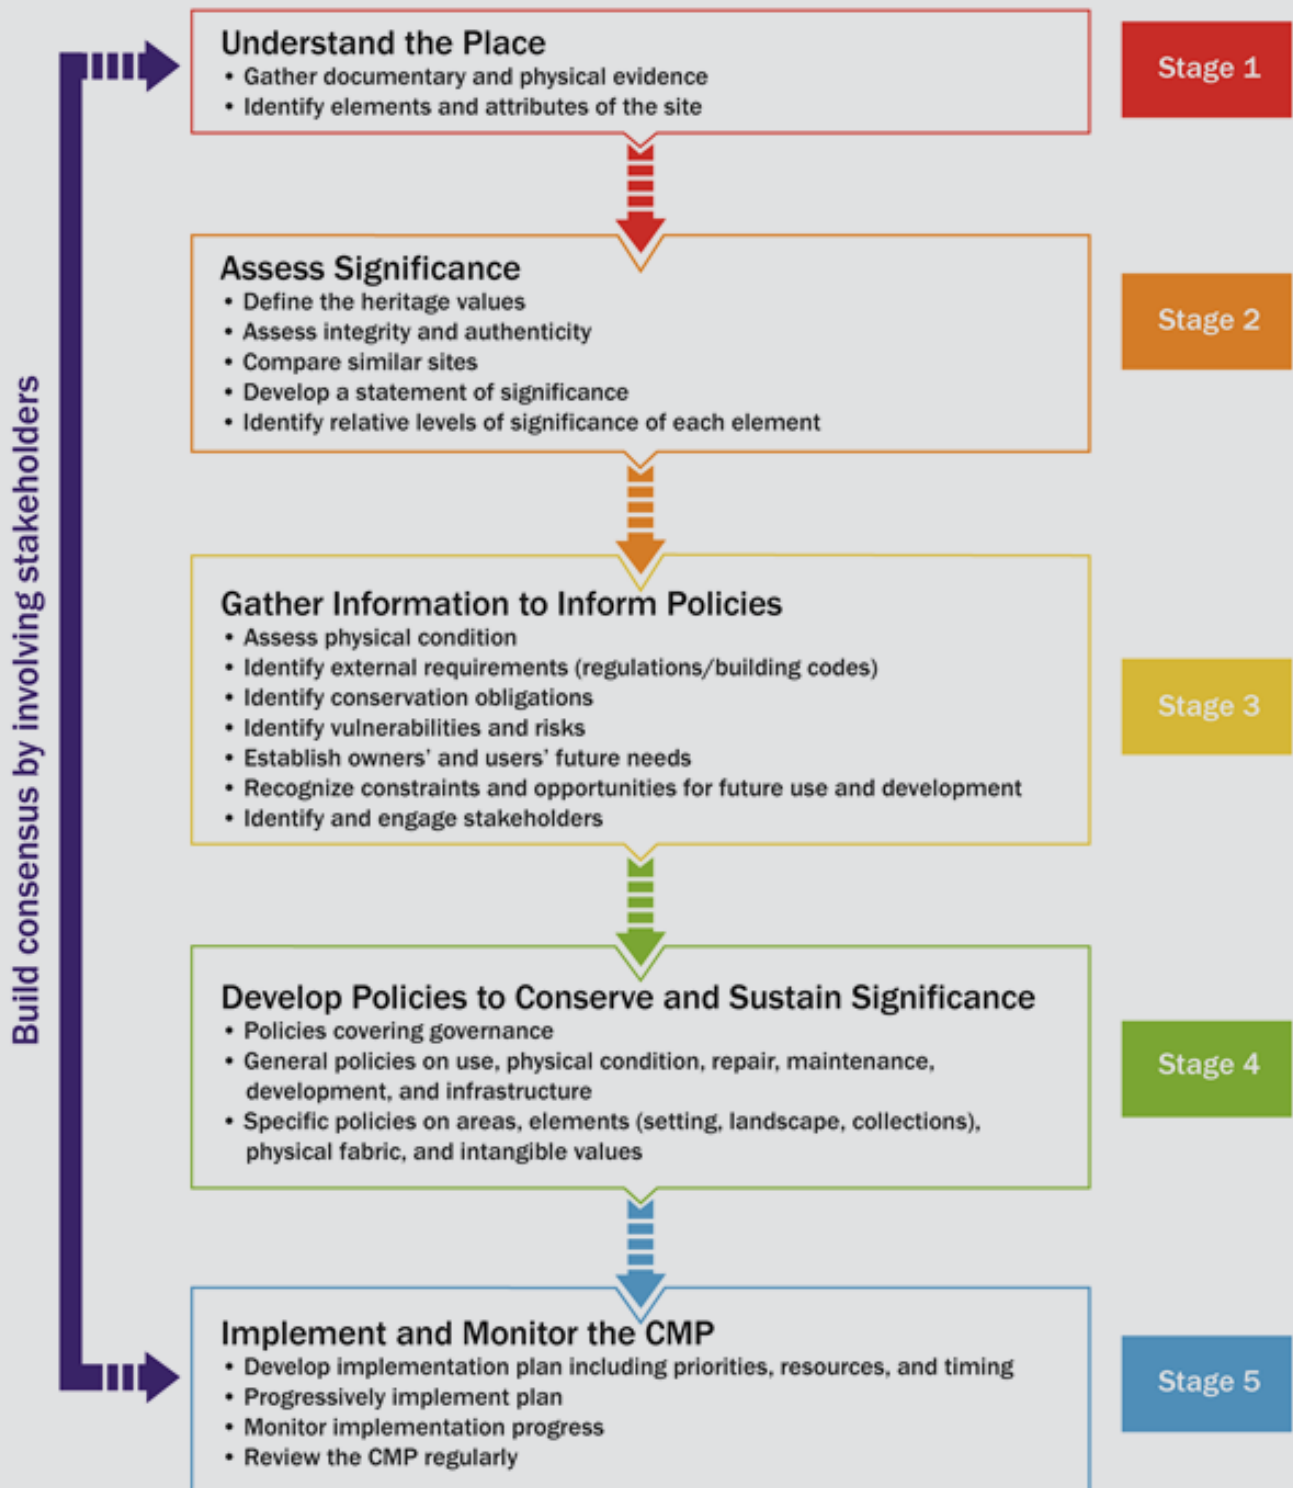 Build consensus by involving stakeholders
Understand the Place
• Gather documentary and physical evidence
• Identify elements and attributes of the site
Stage 1
Assess Significance
• Define the heritage values
• Assess integrity and authenticity
• Compare similar sites
• Develop a statement of significance
• Identify relative levels of significance of each element
Stage 2
Gather Information to Inform Policies
• Assess physical condition
• Identify external requirements (regulations/building codes)
• Identify conservation obligations
• Identify vulnerabilities and risks
• Establish owners’ and users’ future needs
• Recognize constraints and opportunities for future use and development
• Identify and engage stakeholders
Stage 3
Develop Policies to Conserve and Sustain Significance
• Policies covering governance
• General policies on use, physical condition, repair, maintenance,
development, and infrastructure
• Specific policies on areas, elements (setting, landscape, collections),
physical fabric, and intangible values
Stage 4
Implement and Monitor the CMP
• Develop implementation plan including priorities, resources, and timing
• Progressively implement plan
• Monitor implementation progress
• Review the CMP regularly
Stage 5